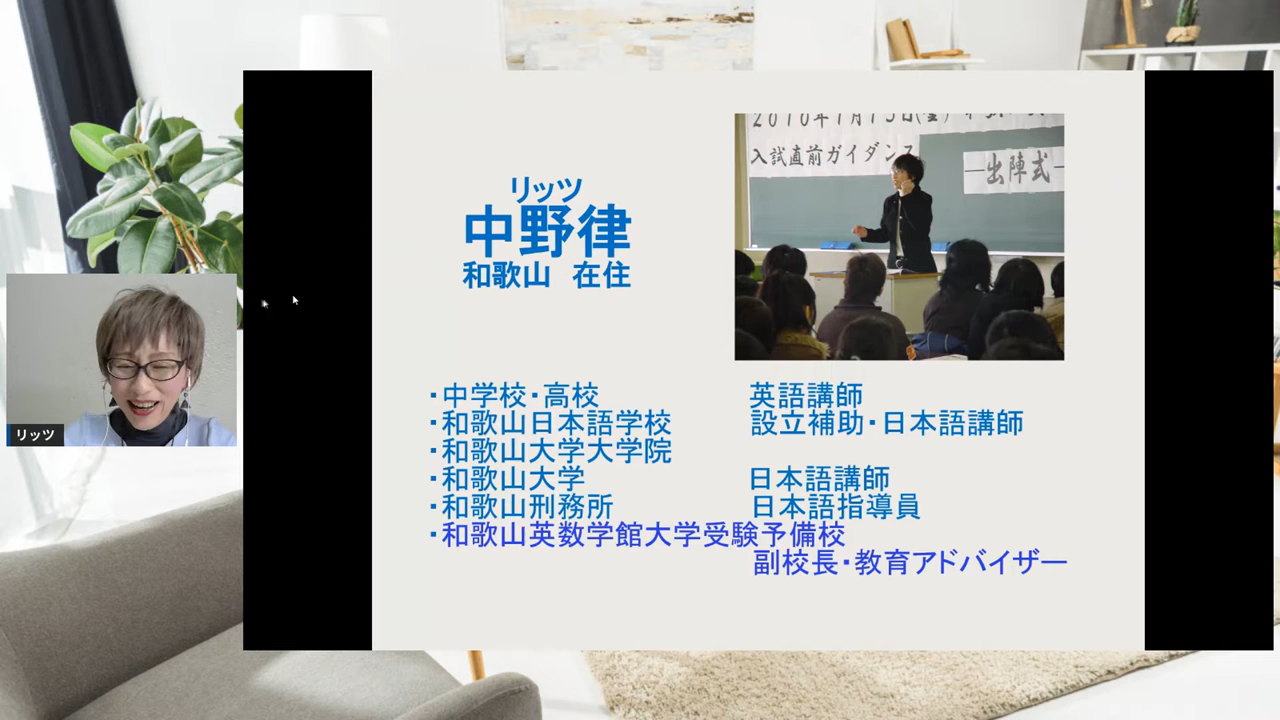 2010年1月15日(金)
入試直前ガイダンス
―出陣式―
リッツ
中野律
和歌山　在住
・中学校・高校　英語講師
・和歌山日本語学校　設立補助・日本語講師
・和歌山大学大学院
・和歌山大学　日本語講師
・和歌山刑務所　日本語指導員
・和歌山英数学館大学受験予備校
副校長・教育アドバイザー
リッツ